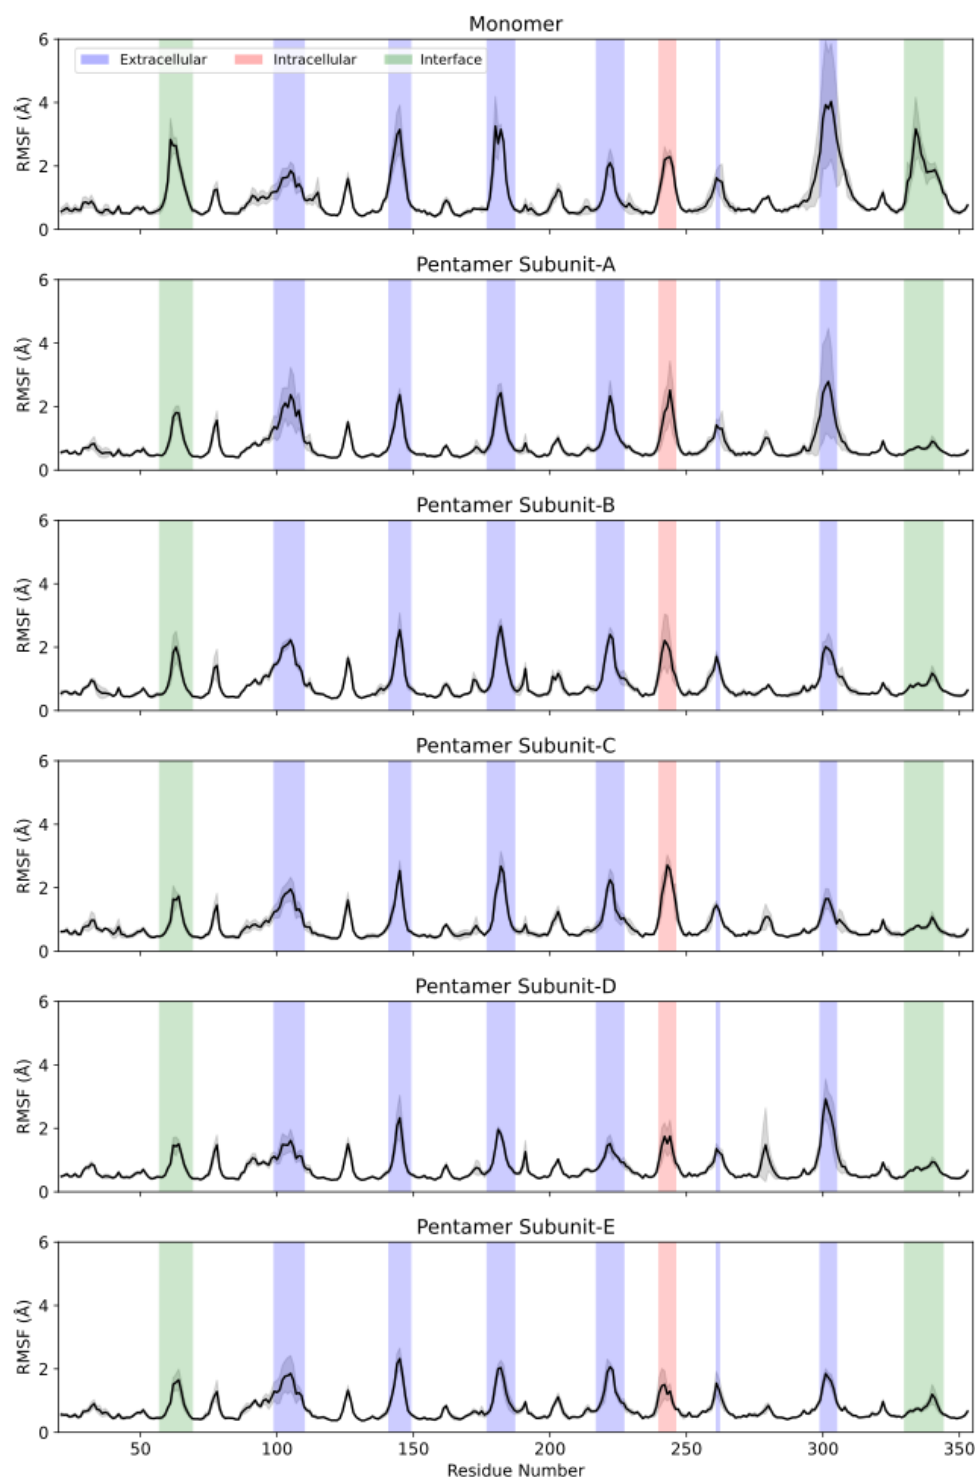 Monomer
6
Extracellular Intracellular Interface
4
RMSF (Å)
2
0
Pentamer Subunit-A
6
4
RMSF (Å)
2
0
Pentamer Subunit-B
6
4
RMSF (Å)
2
0
Pentamer Subunit-C
6
4
RMSF (Å)
2
0
Pentamer Subunit-D
6
4
RMSF (Å)
2
0
Pentamer Subunit-E
6
4
RMSF (Å)
2
0
50 100 150 200 250 300 350
Residue Number